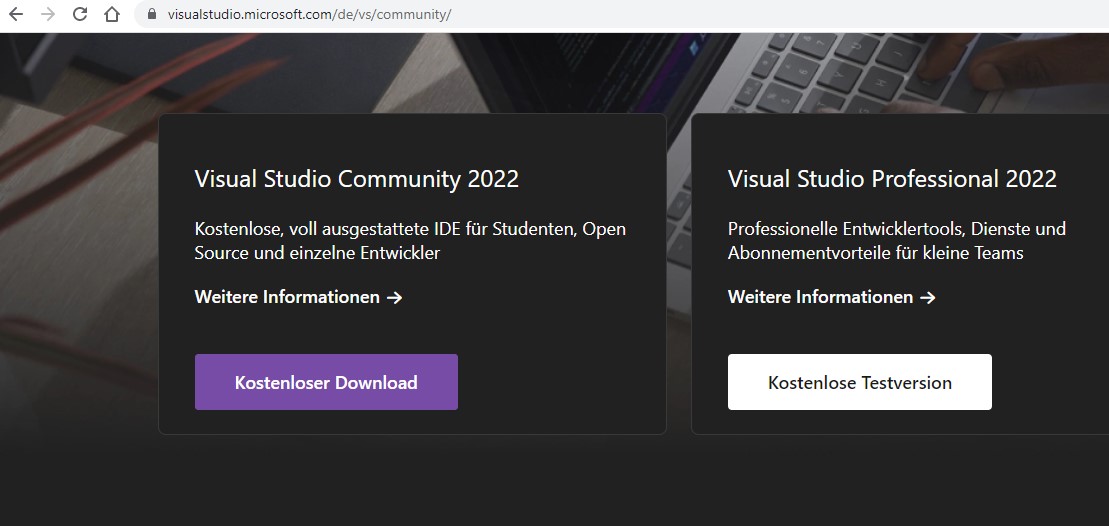 visualstudio.microsoft.com/de/vs/community/
Visual Studio Community 2022
Kostenlose, voll ausgestattete IDE für Studenten, Open
Source und einzelne Entwickler
Weitere Informationen →
Kostenloser Download
Visual Studio Professional 2022
Professionelle Entwicklertools, Dienste und
Abonnementvorteile für kleine Teams
Weitere Informationen →
Kostenlose Testversion